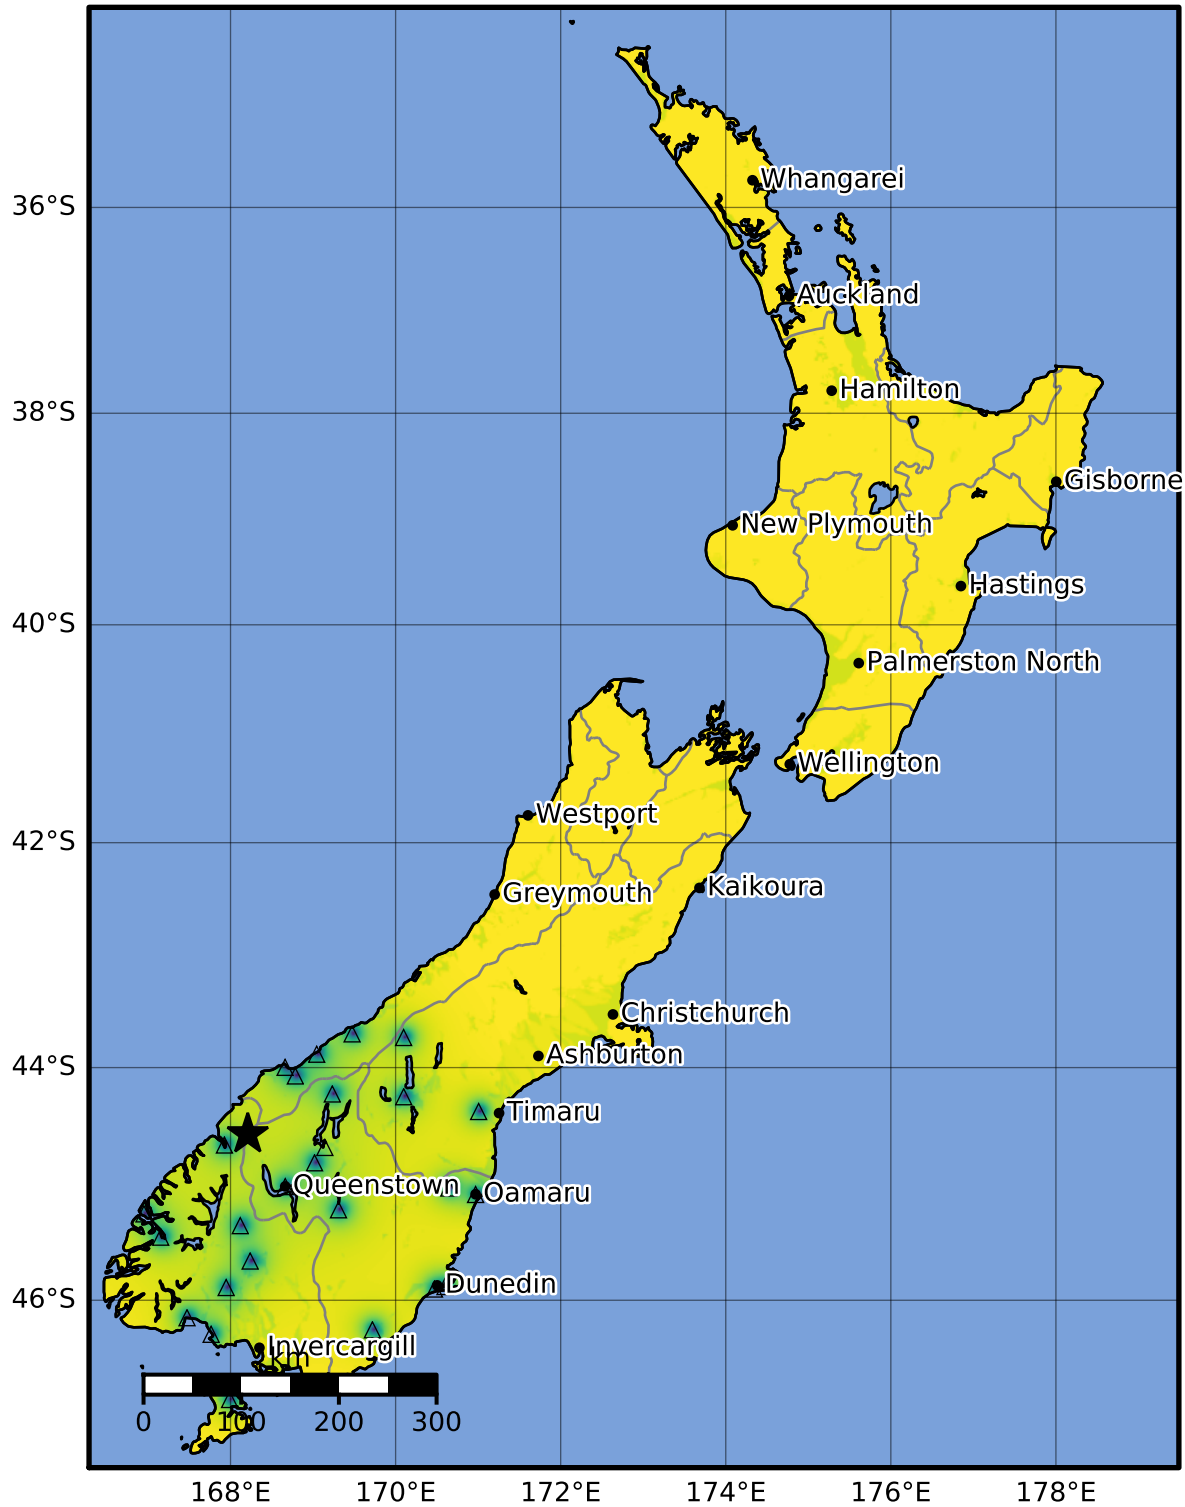 Whangarei
36°S
Auckland
Hamilton
38°S
Gisborne
New Plymouth
Hastings
40°S
Palmerston North
Wellington
Westport
42°S
Kaikoura
Greymouth
Christchurch
Ashburton
44°S
Timaru
Queenstown
Oamaru
Dunedin
46°S
Invercargill
km
0 100 200 300
168°E 170°E 172°E 174°E 176°E 178°E